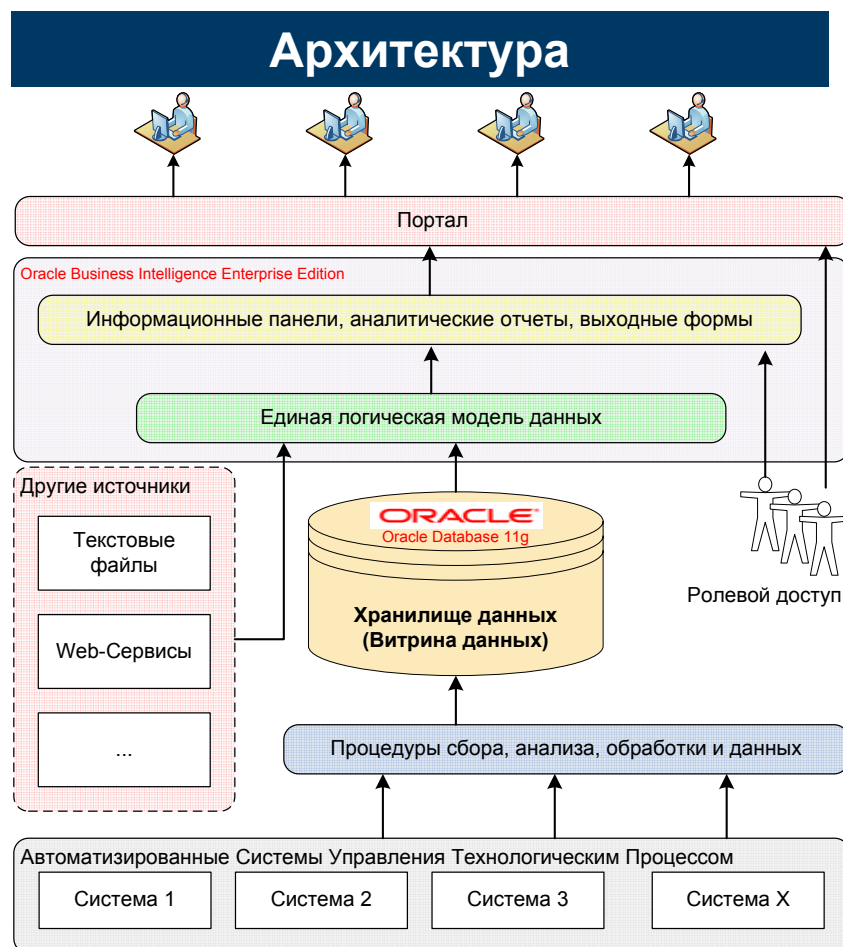 Архитектура
Портал
Oracle Business Intelligence Enterprise Edition
Информационные панели, аналитические отчеты, выходные формы
Единая логическая модель данных
Другие источники
Текстовые
файлы
Web-Сервисы
...
ORACLE
Oracle Database 11g
Хранилище данных
(Витрина данных)
Ролевой доступ
Процедуры сбора, анализа, обработки и данных
Автоматизированные Системы Управления Технологическим Процессом
Система 1
Система 2
Система 3
Система X